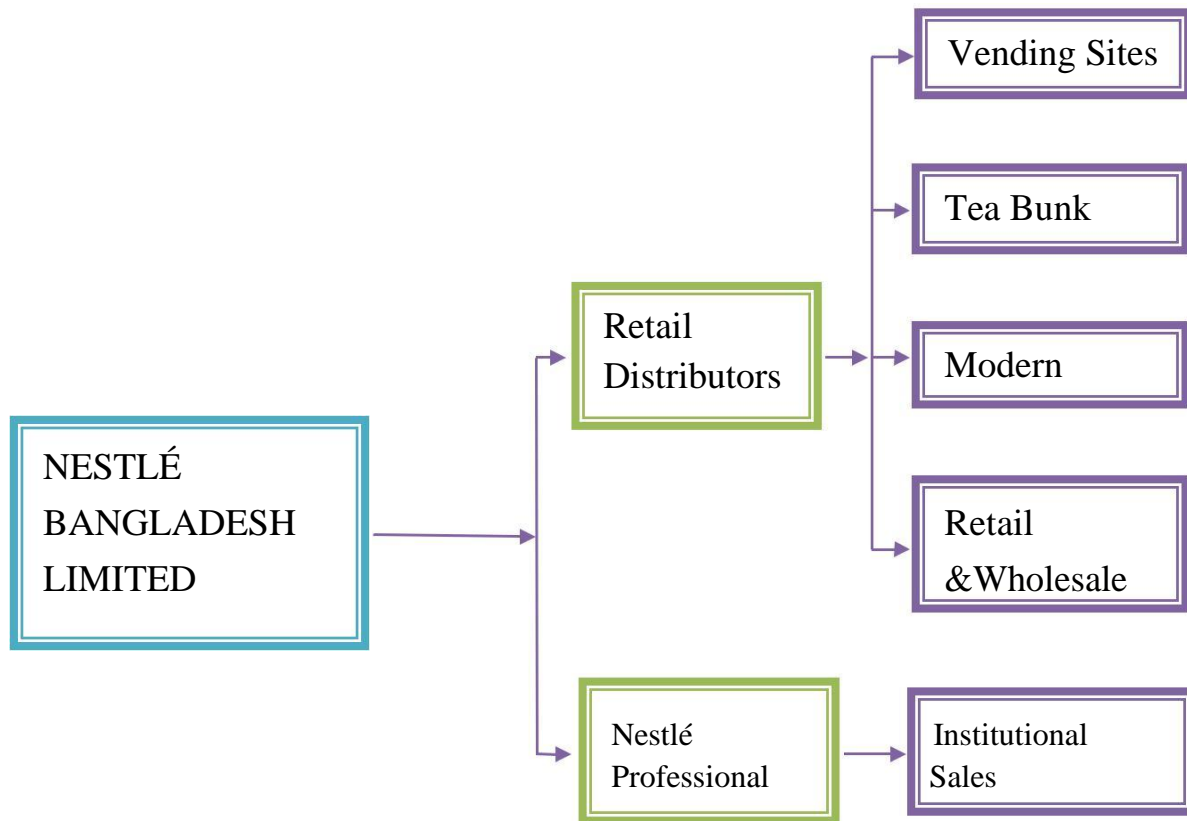 Vending Sites
Tea Bunk
Retail
Distributors
Modern
NESTLÉ
BANGLADESH
LIMITED
Retail
&Wholesale
Nestlé
Professional
Institutional
Sales